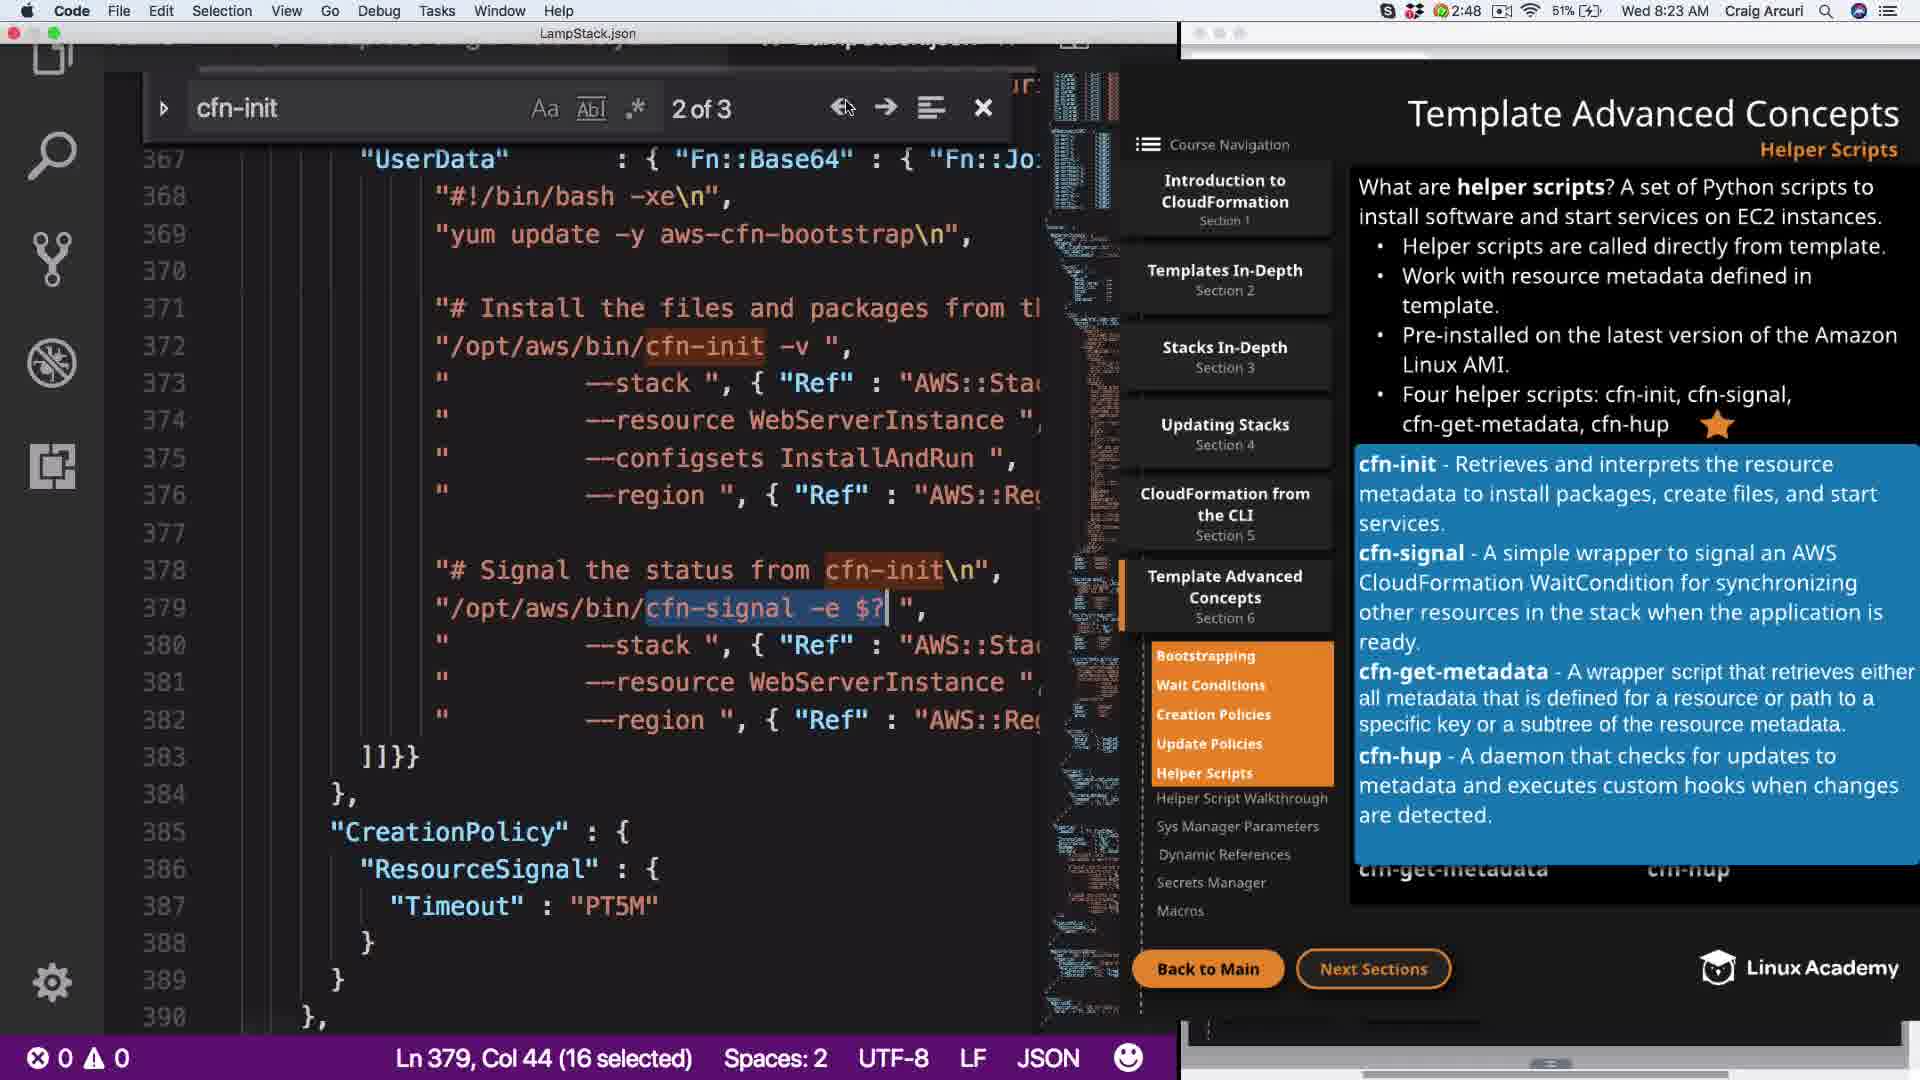 Code File Edit Selection View Go Debug Tasks Window Help
2:48 51% Wed 8:23 AM Craig Arcuri
LampStack.json
cfn-init Aa Abl .* 2 of 3
367 "UserData" : { "Fn::Base64" : { "Fn::Jo
368 "#!/bin/bash -xe\n",
369 "yum update -y aws-cfn-bootstrap\n",
370
371 "# Install the files and packages from th
372 "/opt/aws/bin/cfn-init -v ",
373 " --stack ", { "Ref" : "AWS::Stac
374 " --resource WebServerInstance ",
375 " --configsets InstallAndRun ",
376 " --region ", { "Ref" : "AWS::Reg
377
378 "# Signal the status from cfn-init\n",
379 "/opt/aws/bin/cfn-signal -e $? ",
380 " --stack ", { "Ref" : "AWS::Stac
381 " --resource WebServerInstance ",
382 " --region ", { "Ref" : "AWS::Reg
383 ]]}}
384 },
385 "CreationPolicy" : {
386 "ResourceSignal" : {
387 "Timeout" : "PT5M"
388 }
389 }
390 },
0 0 Ln 379, Col 44 (16 selected) Spaces: 2 UTF-8 LF JSON
Course Navigation
Introduction to
CloudFormation
Section 1
Templates In-Depth
Section 2
Stacks In-Depth
Section 3
Updating Stacks
Section 4
CloudFormation from
the CLI
Section 5
Template Advanced
Concepts
Section 6
Bootstrapping
Wait Conditions
Creation Policies
Update Policies
Helper Scripts
Helper Script Walkthrough
Sys Manager Parameters
Dynamic References
Secrets Manager
Macros
Back to Main
Next Sections
Template Advanced Concepts
Helper Scripts
What are helper scripts? A set of Python scripts to
install software and start services on EC2 instances.
• Helper scripts are called directly from template.
• Work with resource metadata defined in
template.
• Pre-installed on the latest version of the Amazon
Linux AMI.
• Four helper scripts: cfn-init, cfn-signal,
cfn-get-metadata, cfn-hup
cfn-init - Retrieves and interprets the resource
metadata to install packages, create files, and start
services.
cfn-signal - A simple wrapper to signal an AWS
CloudFormation WaitCondition for synchronizing
other resources in the stack when the application is
ready.
cfn-get-metadata - A wrapper script that retrieves either
all metadata that is defined for a resource or path to a
specific key or a subtree of the resource metadata.
cfn-hup - A daemon that checks for updates to
metadata and executes custom hooks when changes
are detected.
cfn-get-metadata cfn-hup
Linux Academy